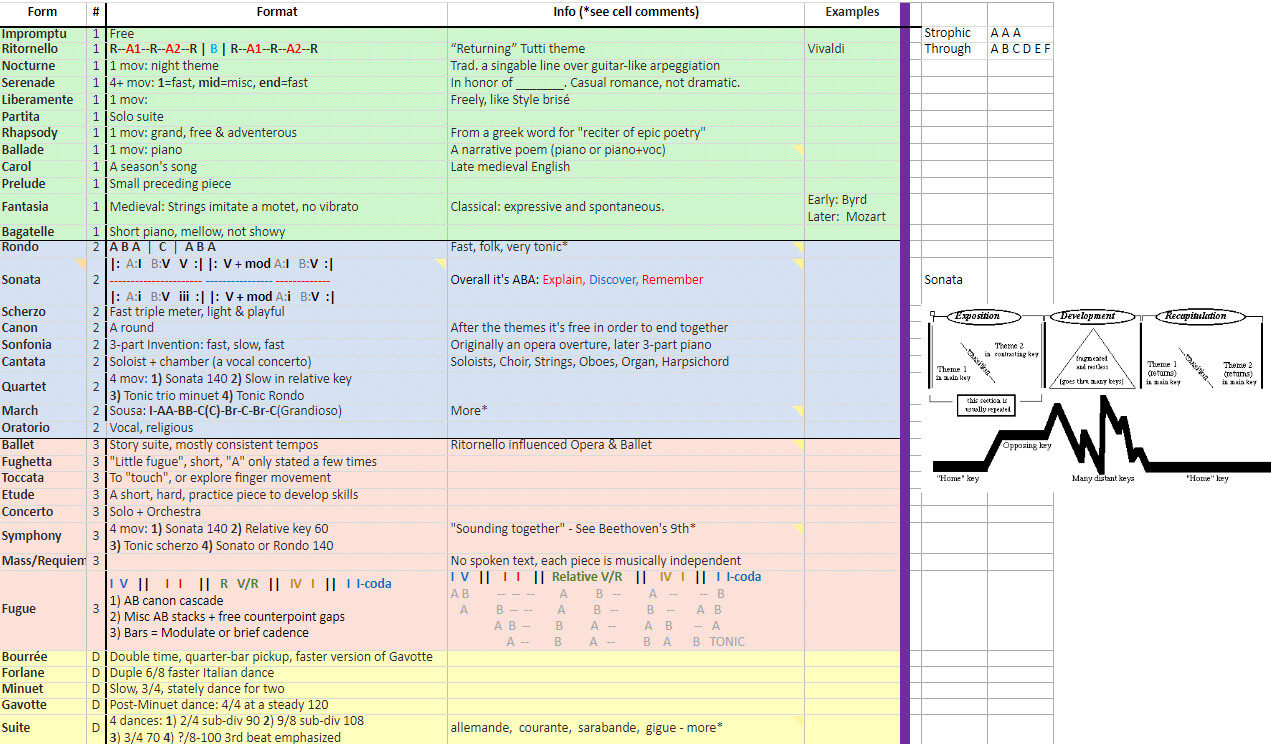 Form # Format Info (*see cell comments) Examples
Impromptu 1 Free
Strophic A A A
Ritornello 1 R--A1--R--A2--R | B | R--A1--R--A2--R “Returning” Tutti theme Vivaldi
Through A B C D E F
Nocturne 1 1 mov: night theme Trad. a singable line over guitar-like arpeggiation
Serenade 1 4+ mov: 1=fast, mid=misc, end=fast In honor of _______. Casual romance, not dramatic.
Liberamente 1 1 mov: Freely, like Style brisé
Partita 1 Solo suite
Rhapsody 1 1 mov: grand, free & adventerous From a greek word for "reciter of epic poetry"
Ballade 1 1 mov: piano A narrative poem (piano or piano+voc)
Carol 1 A season's song Late medieval English
Prelude 1 Small preceding piece
Fantasia 1 Medieval: Strings imitate a motet, no vibrato Classical: expressive and spontaneous. Early: Byrd
Later: Mozart
Bagatelle 1 Short piano, mellow, not showy
Rondo 2 A B A | C | A B A Fast, folk, very tonic*
Sonata 2 |: A:I B:V V :| |: V + mod A:I B:V :|
---------------------- ---------------- -------------
|: A:i B:V iii :| |: V + mod A:i B:V :|
Overall it's ABA: Explain, Discover, Remember
Sonata
Scherzo 2 Fast triple meter, light & playful
Canon 2 A round After the themes it's free in order to end together
Sonfonia 2 3-part Invention: fast, slow, fast Originally an opera overture, later 3-part piano
Cantata 2 Soloist + chamber (a vocal concerto) Soloists, Choir, Strings, Oboes, Organ, Harpsichord
Quartet 2 4 mov: 1) Sonata 140 2) Slow in relative key
3) Tonic trio minuet 4) Tonic Rondo
March 2 Sousa: I-AA-BB-C(C)-Br-C-Br-C(Grandioso) More*
Oratorio 2 Vocal, religious
Ballet 3 Story suite, mostly consistent tempos Ritornello influenced Opera & Ballet
Fughetta 3 "Little fugue", short, "A" only stated a few times
Toccata 3 To "touch", or explore finger movement
Etude 3 A short, hard, practice piece to develop skills
Concerto 3 Solo + Orchestra
Symphony 3 4 mov: 1) Sonata 140 2) Relative key 60
3) Tonic scherzo 4) Sonato or Rondo 140
"Sounding together" - See Beethoven's 9th*
Mass/Requiem 3 No spoken text, each piece is musically independent
Fugue 3 I V || I I || R V/R || IV I || I I-coda
1) AB canon cascade
2) Misc AB stacks + free counterpoint gaps
3) Bars = Modulate or brief cadence
I V || I I || Relative V/R || IV I || I I-coda
A B -- -- -- A B -- A -- -- B
A B -- -- B A -- B -- A B
A B -- B A -- A B -- A
A -- B A -- B A B TONIC
Bourrée D Double time, quarter-bar pickup, faster version of Gavotte
Forlane D Duple 6/8 faster Italian dance
Minuet D Slow, 3/4, stately dance for two
Gavotte D Post-Minuet dance: 4/4 at a steady 120
Suite D 4 dances: 1) 2/4 sub-div 90 2) 9/8 sub-div 108
3) 3/4 70 4) ?/8-100 3rd beat emphasized
allemande, courante, sarabande, gigue - more*
Exposition Development Recapitulation
Theme 1
in main key
Transition
Theme 2
in contrasting key
fragmented
and restless
(goes thru many keys)
Theme 1
(returns)
in main key
Transition
Theme 2
(returns)
in main key
this section is
usually repeated
"Home" key
Opposing key
Many distant keys
"Home" key